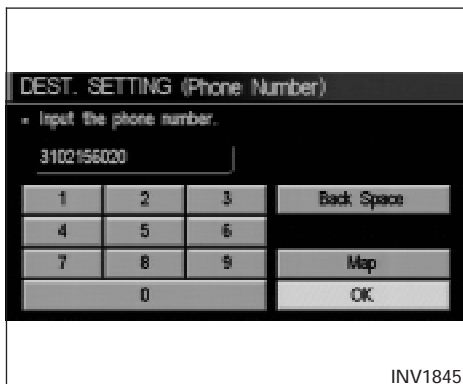 DEST. SETTING (Phone Number)
Input the phone number.
3102156020
1 2 3 Back Space
4 5 6
7 8 9 Map
0 OK
INV1845